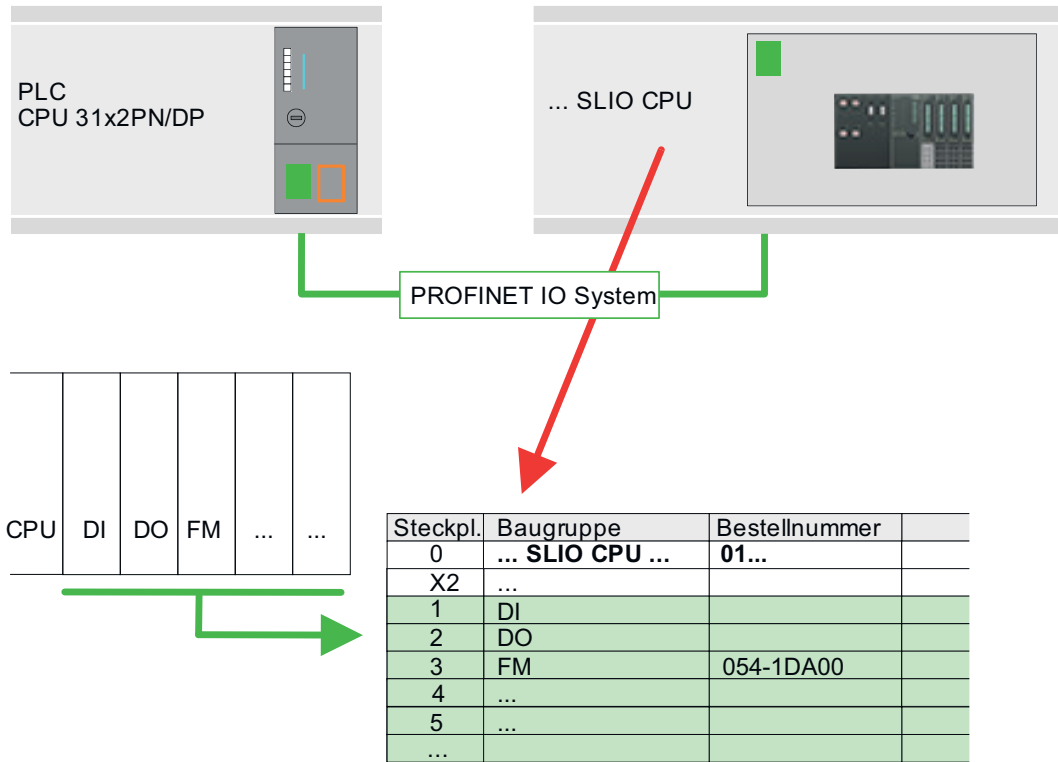 PLC
CPU 31x2PN/DP
... SLIO CPU
PROFINET IO System
CPU DI DO FM ... ...
Steckpl. Baugruppe Bestellnummer
0 ... SLIO CPU ... 01...
X2 ...
1 DI
2 DO
3 FM 054-1DA00
4 ...
5 ...
...